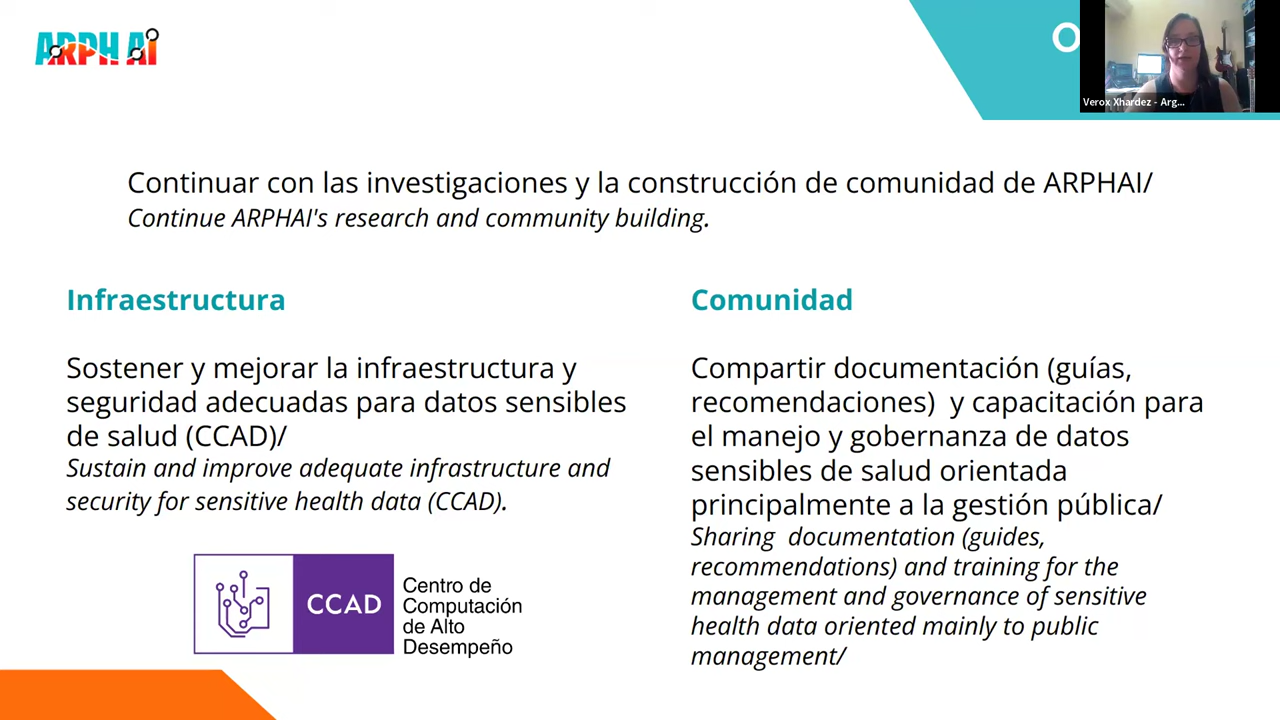 ARPH Ai
O
Verox Xhardez - Arg...
Continuar con las investigaciones y la construcción de comunidad de ARPHAI/
Continue ARPHAI's research and community building.
Infraestructura
Sostener y mejorar la infraestructura y
seguridad adecuadas para datos sensibles
de salud (CCAD)/
Sustain and improve adequate infrastructure and
security for sensitive health data (CCAD).
CCAD
Centro de
Computación
de Alto
Desempeño
Comunidad
Compartir documentación (guías,
recomendaciones)  y capacitación para
el manejo y gobernanza de datos
sensibles de salud orientada
principalmente a la gestión pública/
Sharing  documentation (guides,
recommendations) and training for the
management and governance of sensitive
health data oriented mainly to public
management/